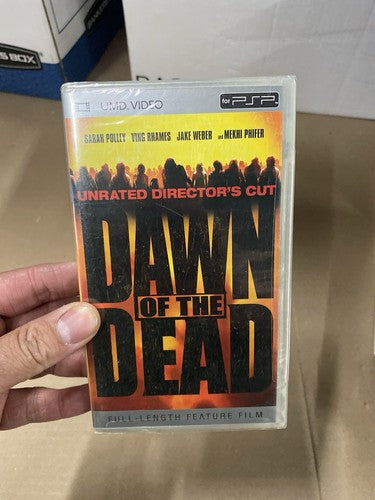 S BOX
UMD VIDEO
for PSP
SARAH POLLEY VING RHAMES JAKE WEBER and MEKHI PHIFER
UNRATED DIRECTOR'S CUT
DAWN
OF THE
DEAD
FULL-LENGTH FEATURE FILM